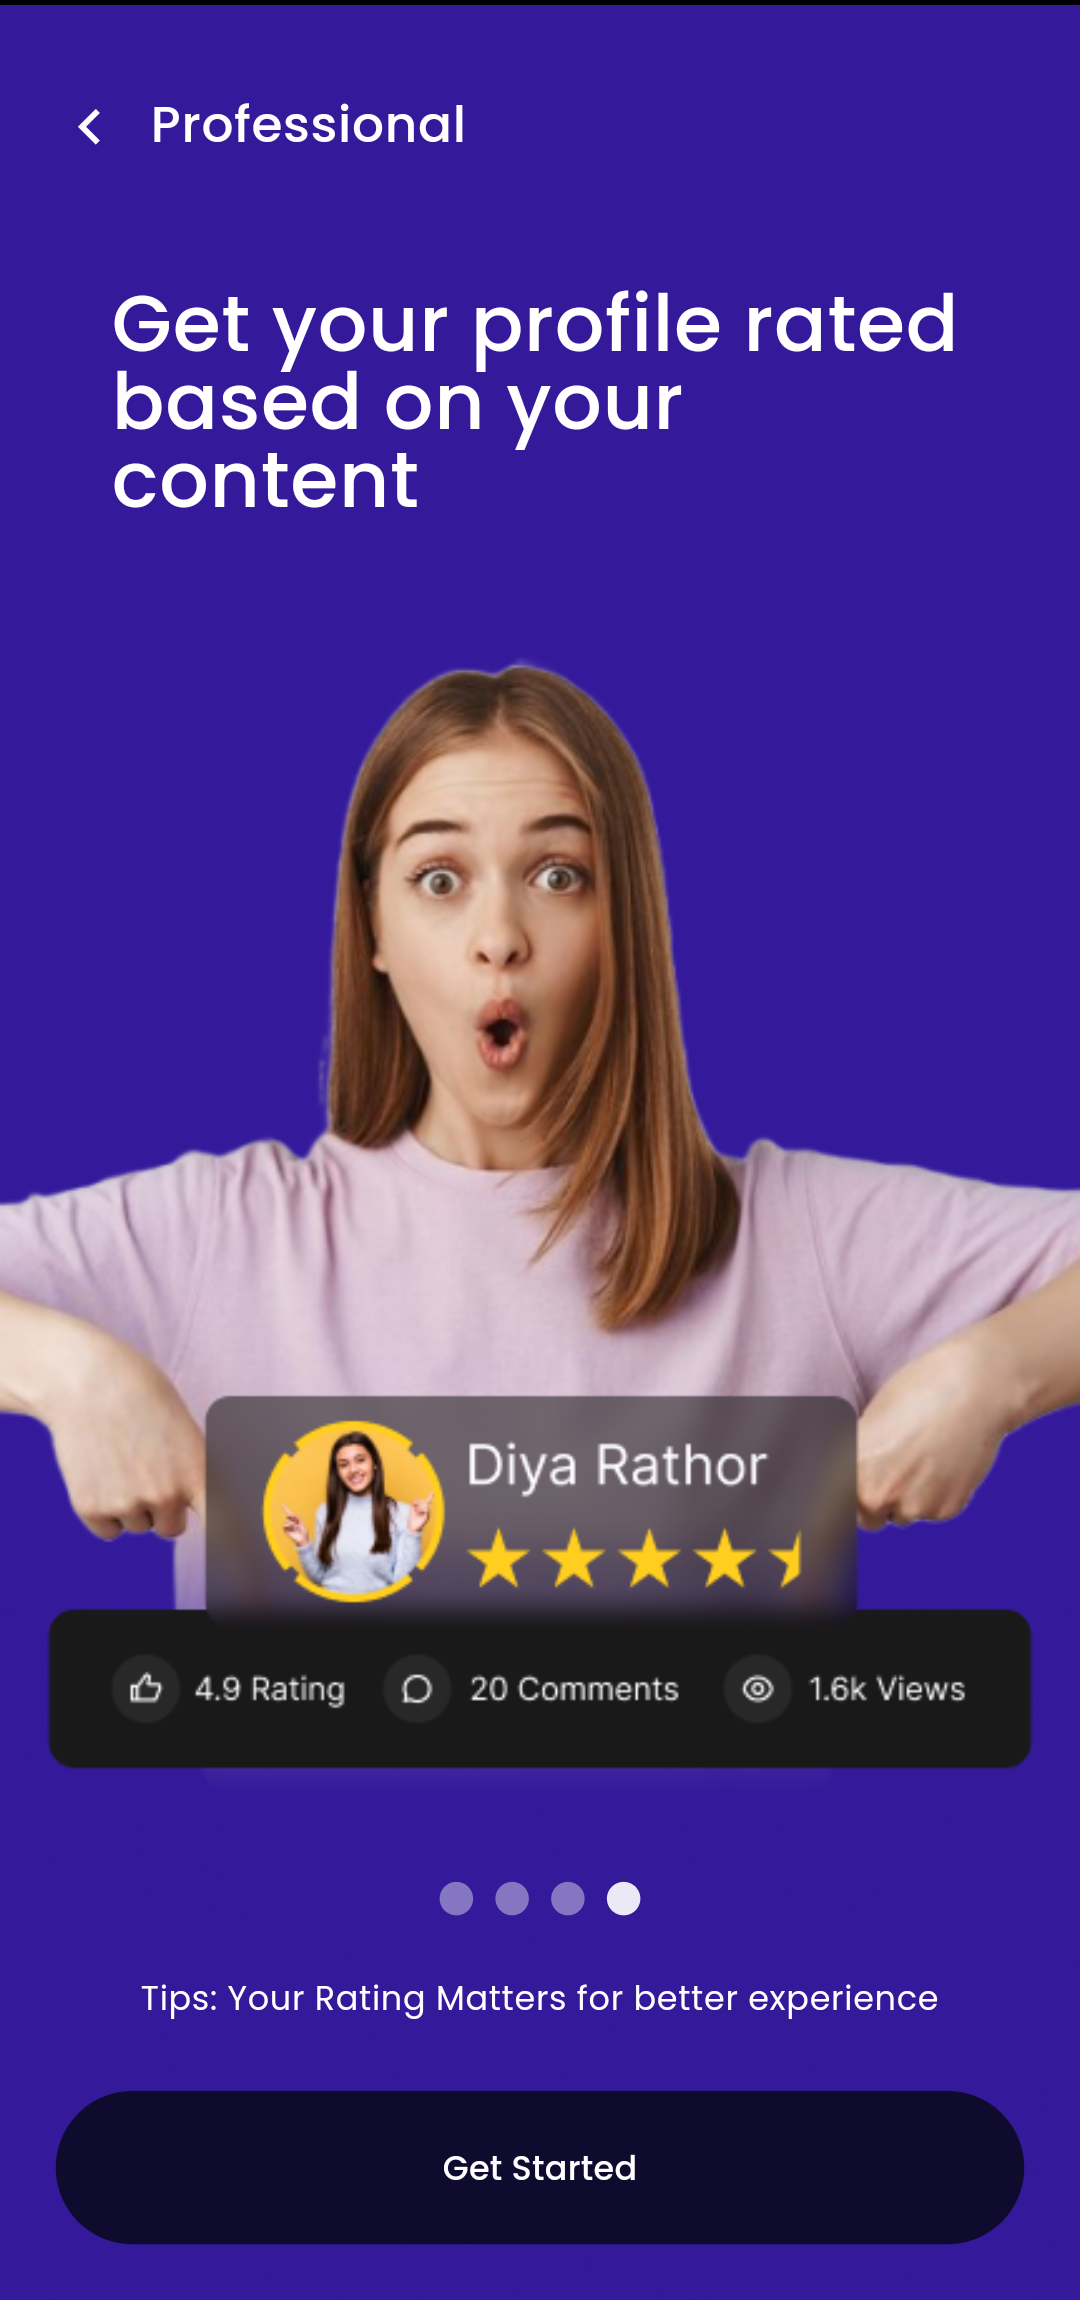 Professional
Get your profile rated
based on your
content
Diya Rathor
4.9 Rating
20 Comments
1.6k Views
Tips: Your Rating Matters for better experience
Get Started